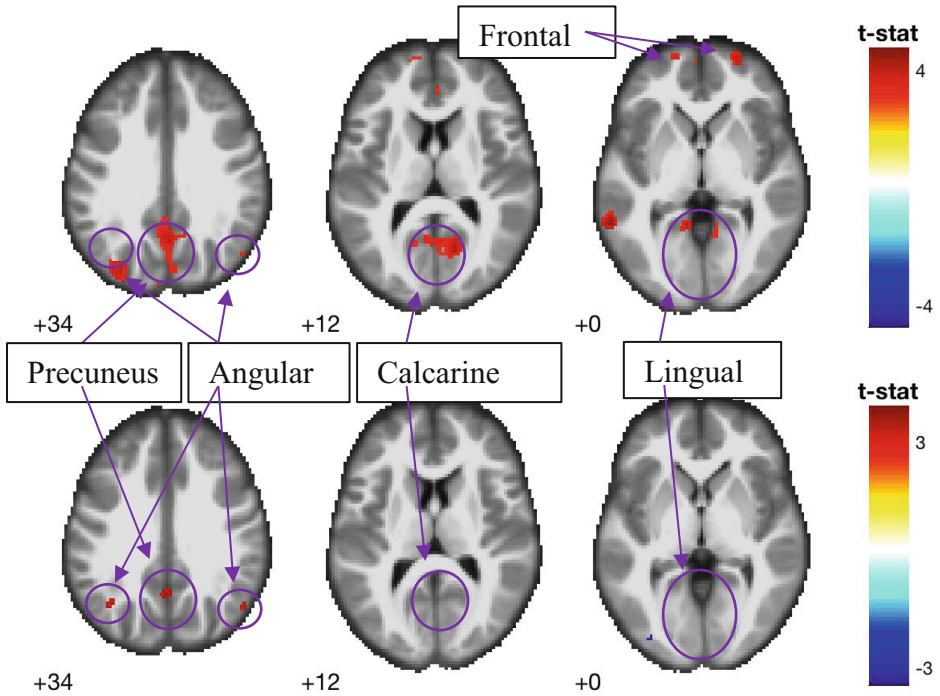 Frontal
t-stat
4
-4
+34
+12
+0
Precuneus
Angular
Calcarine
Lingual
t-stat
3
-3
+34
+12
+0